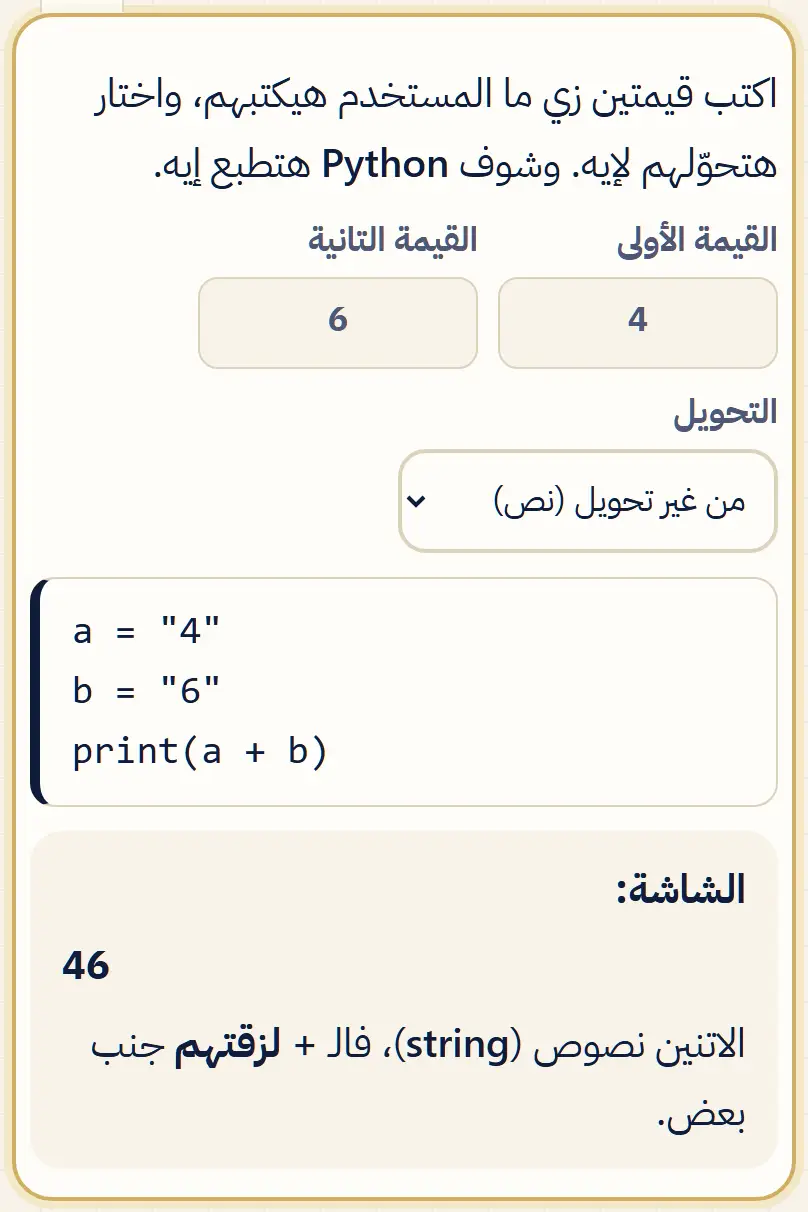 اكتب قيمتين زي ما المستخدم هيكتبهم، واختار
هتحوّلهم لإيه. وشوف Python هتطبع إيه.
القيمة الأولى
القيمة التانية
4
6
التحويل
من غير تحويل (نص)
a = "4"
b = "6"
print(a + b)
الشاشة:
46
الاتنين نصوص (string)، فالـ + لزقتهم جنب
بعض.